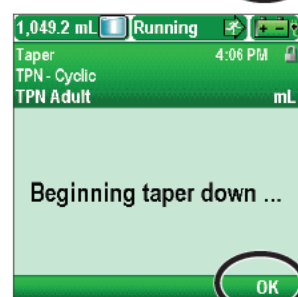 1,049.2 mL Running
Taper 4:06 PM
TPN - Cyclic
TPN Adult mL
Beginning taper down ...
OK